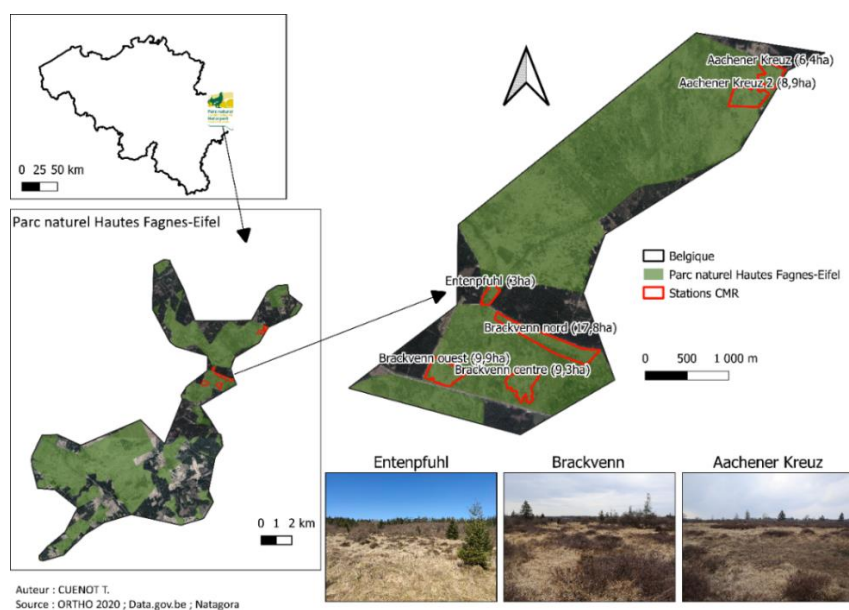 Parc naturel
0 25 50 km
Parc naturel Hautes Fagnes-Eifel
0 1 2 km
Aachener Kreuz (6,4ha)
Aachener Kreuz 2 (8,9ha)
Entenpfuhl (3ha)
Brackvenn nord (17,8ha)
Brackvenn ouest (9,9ha)
Brackvenn centre (9,3ha)
Belgique
Parc naturel Hautes Fagnes-Eifel
Stations CMR
0 500 1 000 m
Entenpfuhl
Brackvenn
Aachener Kreuz
Auteur : CUENOT T.
Source : ORTHO 2020 ; Data.gov.be ; Natagora